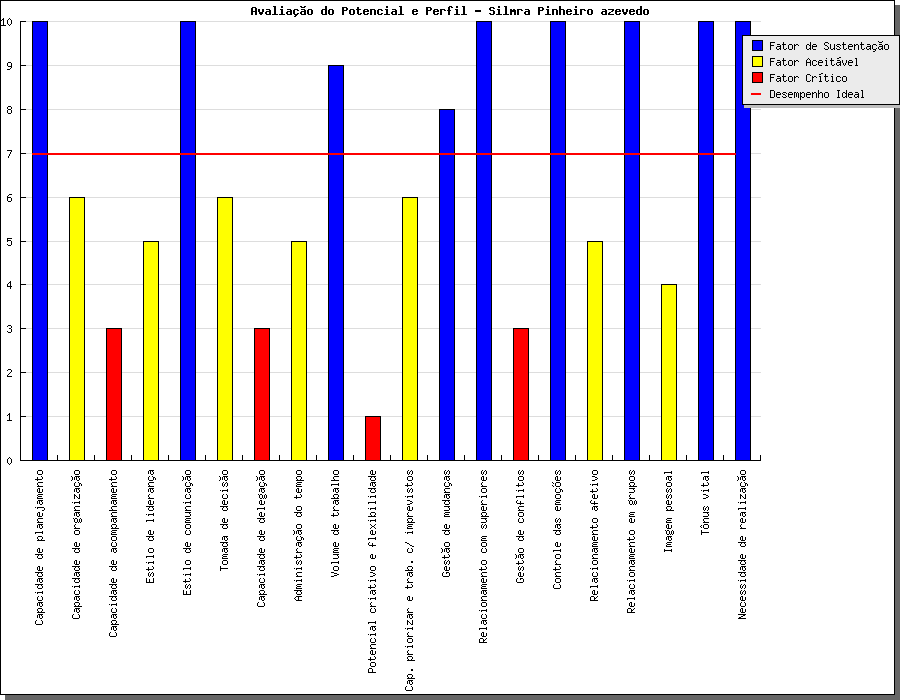 Avaliação do Potencial e Perfil - Silmra Pinheiro azevedo
Fator de Sustentação
Fator Aceitável
Fator Crítico
Desempenho Ideal
10
9
8
7
6
5
4
3
2
1
0
Capacidade de planejamento
Capacidade de organização
Capacidade de acompanhamento
Estilo de liderança
Estilo de comunicação
Tomada de decisão
Capacidade de delegação
Administração do tempo
Volume de trabalho
Potencial criativo e flexibilidade
Cap. priorizar e trab. c/ imprevistos
Gestão de mudanças
Relacionamento com superiores
Gestão de conflitos
Controle das emoções
Relacionamento afetivo
Relacionamento em grupos
Imagem pessoal
Tônus vital
Necessidade de realização